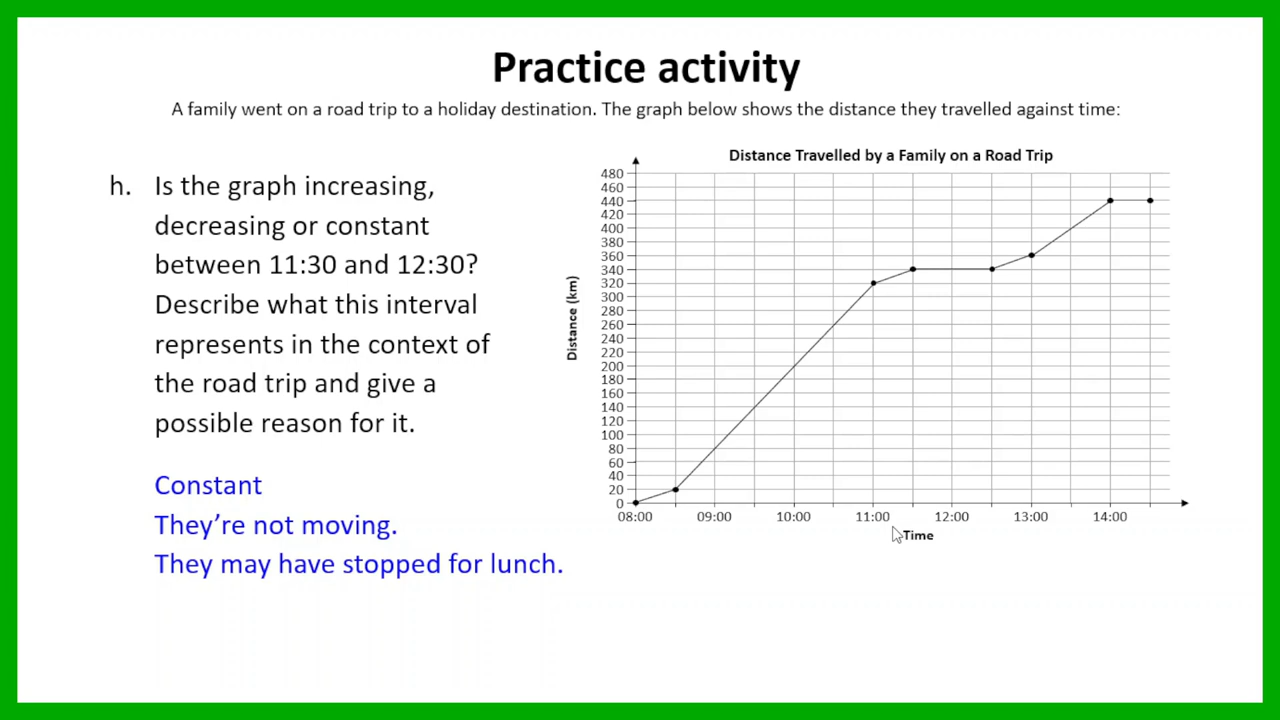 Practice activity
A family went on a road trip to a holiday destination. The graph below shows the distance they travelled against time:
h. Is the graph increasing,
decreasing or constant
between 11:30 and 12:30?
Describe what this interval
represents in the context of
the road trip and give a
possible reason for it.
Constant
They're not moving.
They may have stopped for lunch.
Distance Travelled by a Family on a Road Trip
Distance (km)
480
460
440
420
400
380
360
340
320
300
280
260
240
220
200
180
160
140
120
100
80
60
40
20
0
08:00 09:00 10:00 11:00 12:00 13:00 14:00
Time